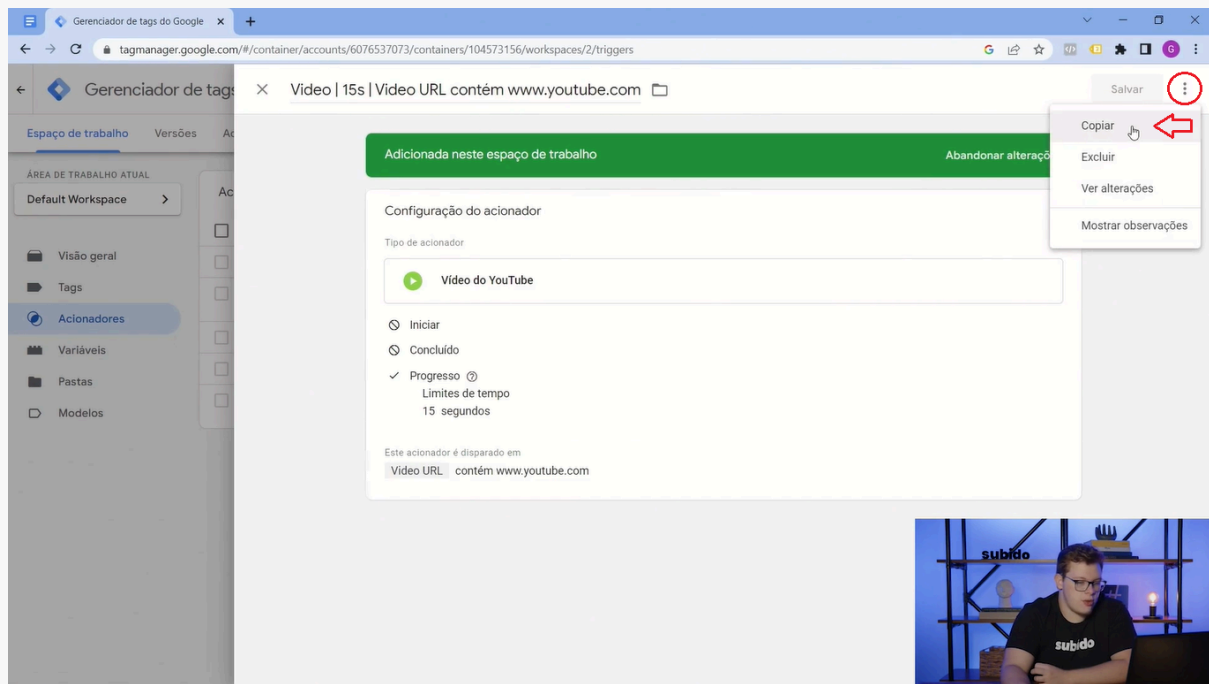 Gerenciador de tags do Google
tagmanager.google.com/#/container/accounts/6076537073/containers/104573156/workspaces/2/triggers
G
Gerenciador de tags
Video | 15s | Video URL contém www.youtube.com
Salvar
Espaço de trabalho
Versões
Copiar
Excluir
Ver alterações
Mostrar observações
Adicionada neste espaço de trabalho
Abandonar alteraçõ
ÁREA DE TRABALHO ATUAL
Default Workspace
Visão geral
Tags
Acionadores
Variáveis
Pastas
Modelos
Ac
Configuração do acionador
Tipo de acionador
Vídeo do YouTube
Iniciar
Concluído
Progresso
Limites de tempo
15 segundos
Este acionador é disparado em
Video URL contém www.youtube.com
subido
subido